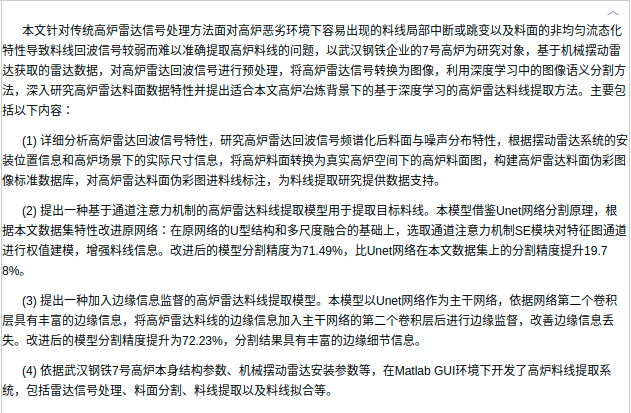 本文针对传统高炉雷达信号处理方法面对高炉恶劣环境下容易出现的料线局部中断或跳变以及料面的非均匀流态化
特性导致料线回波信号较弱而难以准确提取高炉料线的问题，以武汉钢铁企业的7号高炉为研究对象，基于机械摆动雷
达获取的雷达数据，对高炉雷达回波信号进行预处理，将高炉雷达信号转换为图像，利用深度学习中的图像语义分割方
法，深入研究高炉雷达料面数据特性并提出适合本文高炉冶炼背景下的基于深度学习的高炉雷达料线提取方法。主要包
括以下内容：
(1) 详细分析高炉雷达回波信号特性，研究高炉雷达回波信号频谱化后料面与噪声分布特性，根据摆动雷达系统的安
装位置信息和高炉场景下的实际尺寸信息，将高炉料面转换为真实高炉空间下的高炉料面图，构建高炉雷达料面伪彩图
像标准数据库，对高炉雷达料面伪彩图进料线标注，为料线提取研究提供数据支持。
(2) 提出一种基于通道注意力机制的高炉雷达料线提取模型用于提取目标料线。本模型借鉴Unet网络分割原理，根
据本文数据集特性改进原网络：在原网络的U型结构和多尺度融合的基础上，选取通道注意力机制SE模块对特征图通道
进行权值建模，增强料线信息。改进后的模型分割精度为71.49%，比Unet网络在本文数据集上的分割精度提升19.7
8%。
(3) 提出一种加入边缘信息监督的高炉雷达料线提取模型。本模型以Unet网络作为主干网络，依据网络第二个卷积
层具有丰富的边缘信息，将高炉雷达料线的边缘信息加入主干网络的第二个卷积层后进行边缘监督，改善边缘信息丢
失。改进后的模型分割精度提升为72.23%，分割结果具有丰富的边缘细节信息。
(4) 依据武汉钢铁7号高炉本身结构参数、机械摆动雷达安装参数等，在Matlab GUI环境下开发了高炉料线提取系
统，包括雷达信号处理、料面分割、料线提取以及料线拟合等。